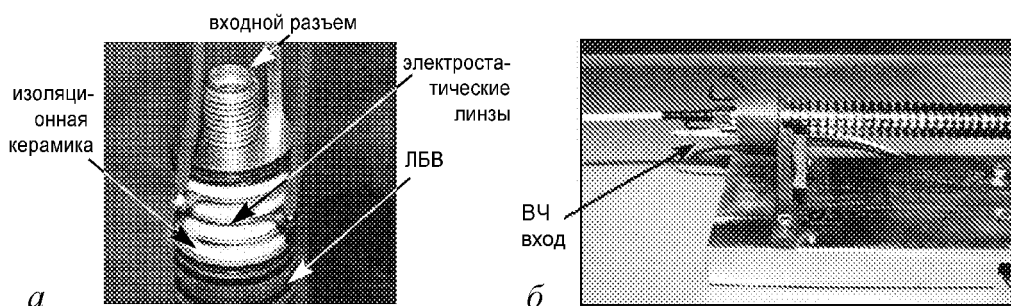 входной разъем
электроста-
тические
линзы
изоляци-
онная
керамика
ЛБВ
ВЧ
вход
а
б